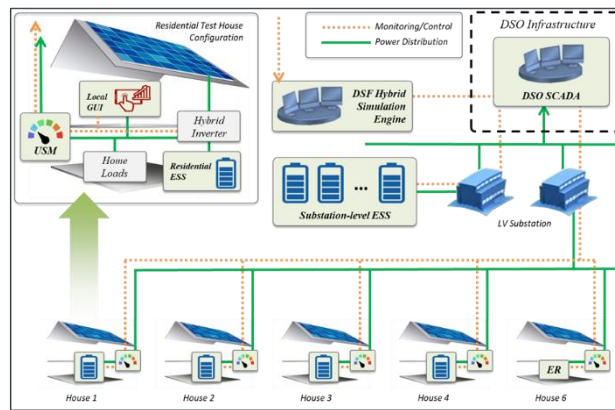 Residential Test House
Configuration
Local
GUI
USM
Hybrid
Inverter
Home
Loads
Residential
ESS
Monitoring/Control
Power Distribution
DSO Infrastructure
DSO SCADA
DSF Hybrid
Simulation
Engine
Substation-level ESS
...
LV Substation
ER
House 1
House 2
House 3
House 4
House 6